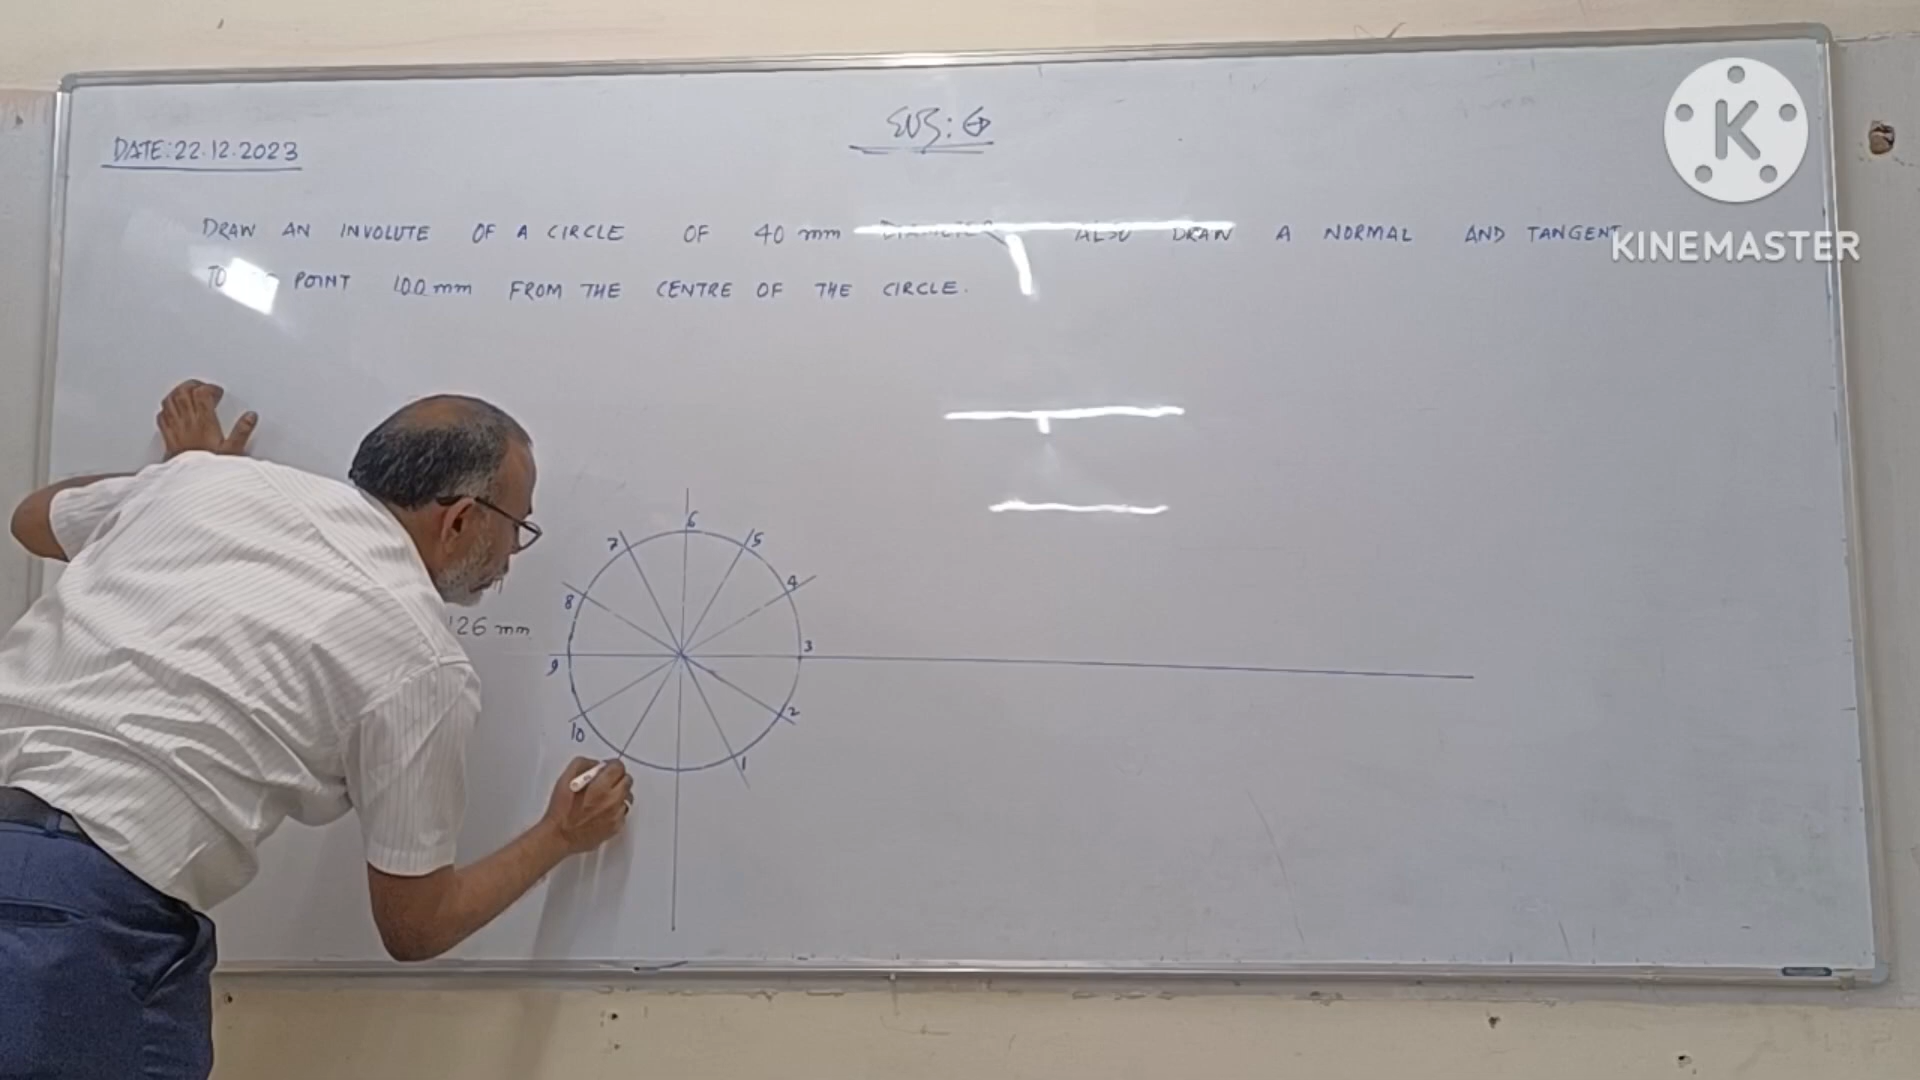 DATE:22.12.2023
DRAW AN INVOLUTE OF A CIRCLE OF 40 mm DIAMETER ALSO DRAW A NORMAL AND TANGENT
TO POINT 100 mm FROM THE CENTRE OF THE CIRCLE.
K
KINEMASTER
6
7
5
4
8
126 mm
3
9
2
10
1